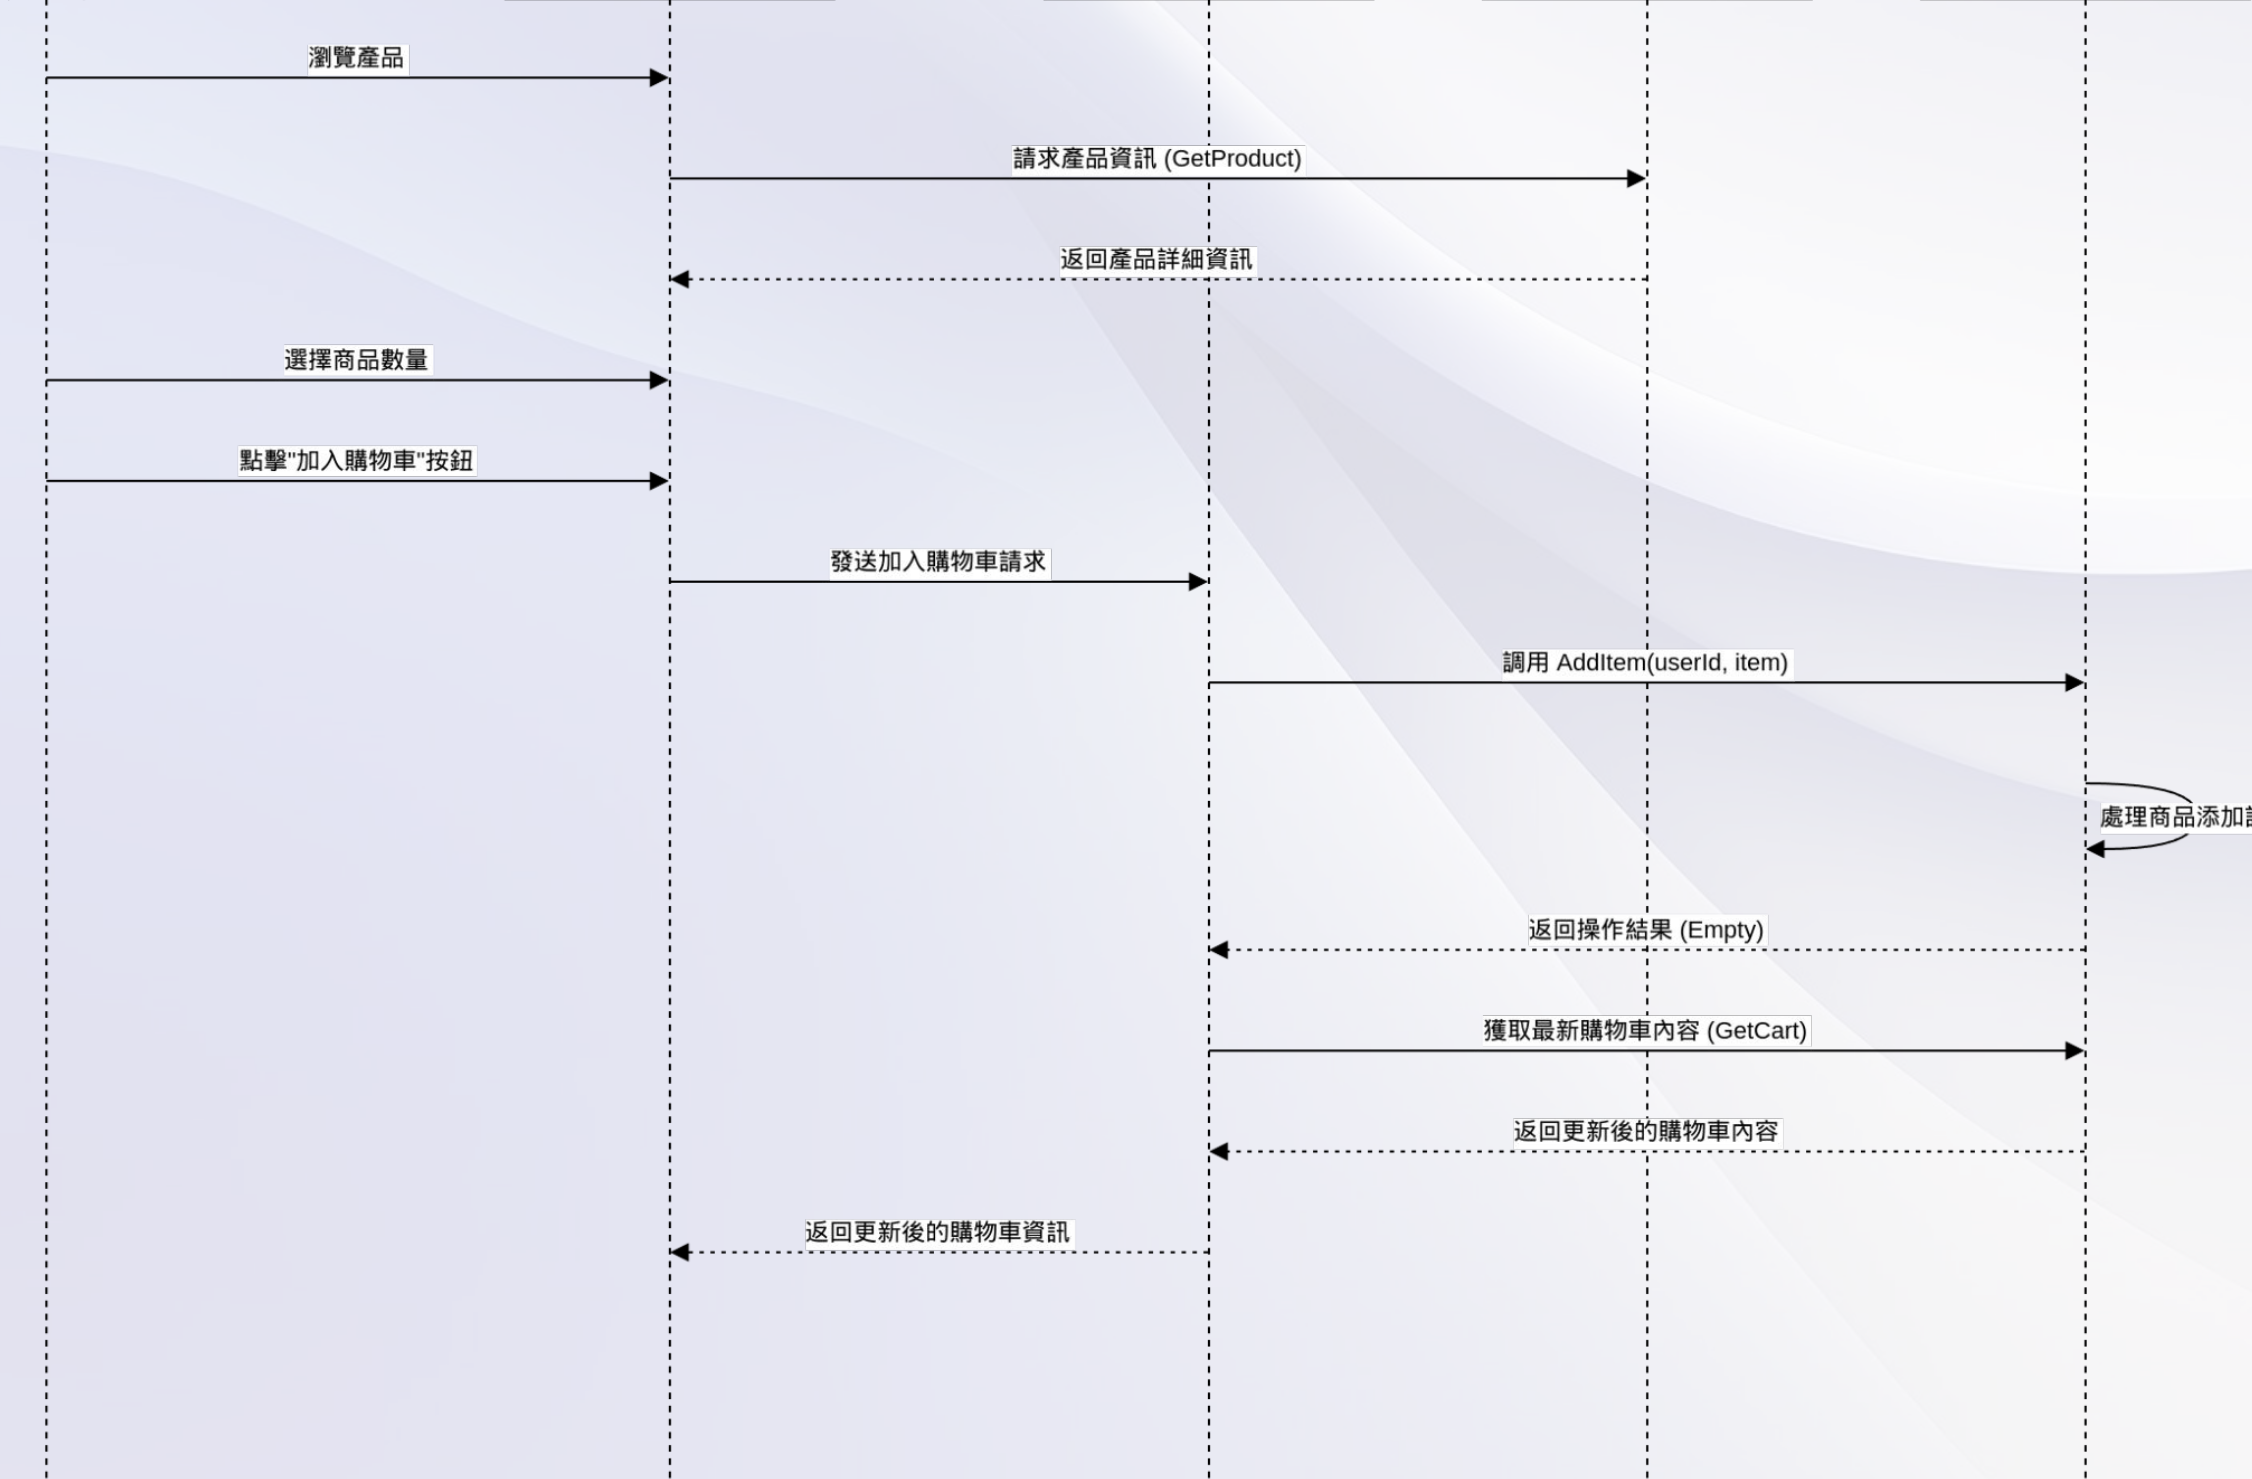 瀏覽產品
請求產品資訊 (GetProduct)
返回產品詳細資訊
選擇商品數量
點擊"加入購物車"按鈕
發送加入購物車請求
調用 AddItem(userId, item)
處理商品添加
返回操作結果 (Empty)
獲取最新購物車內容 (GetCart)
返回更新後的購物車內容
返回更新後的購物車資訊